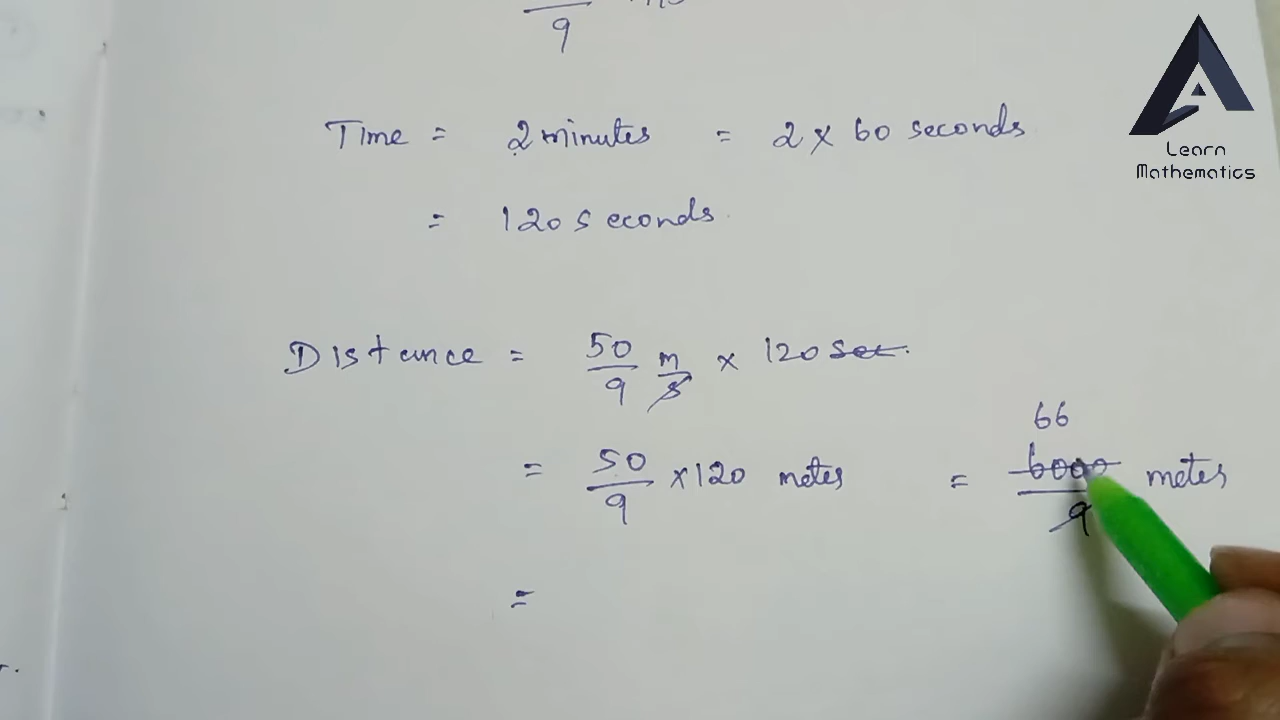 9
Time = 2 minutes = 2 × 60 seconds
= 120 seconds
Distance = 50/9 m/s × 120 sec.
66
= 50/9 × 120 metes = 6000/9 metes
=
Learn
Mathematics